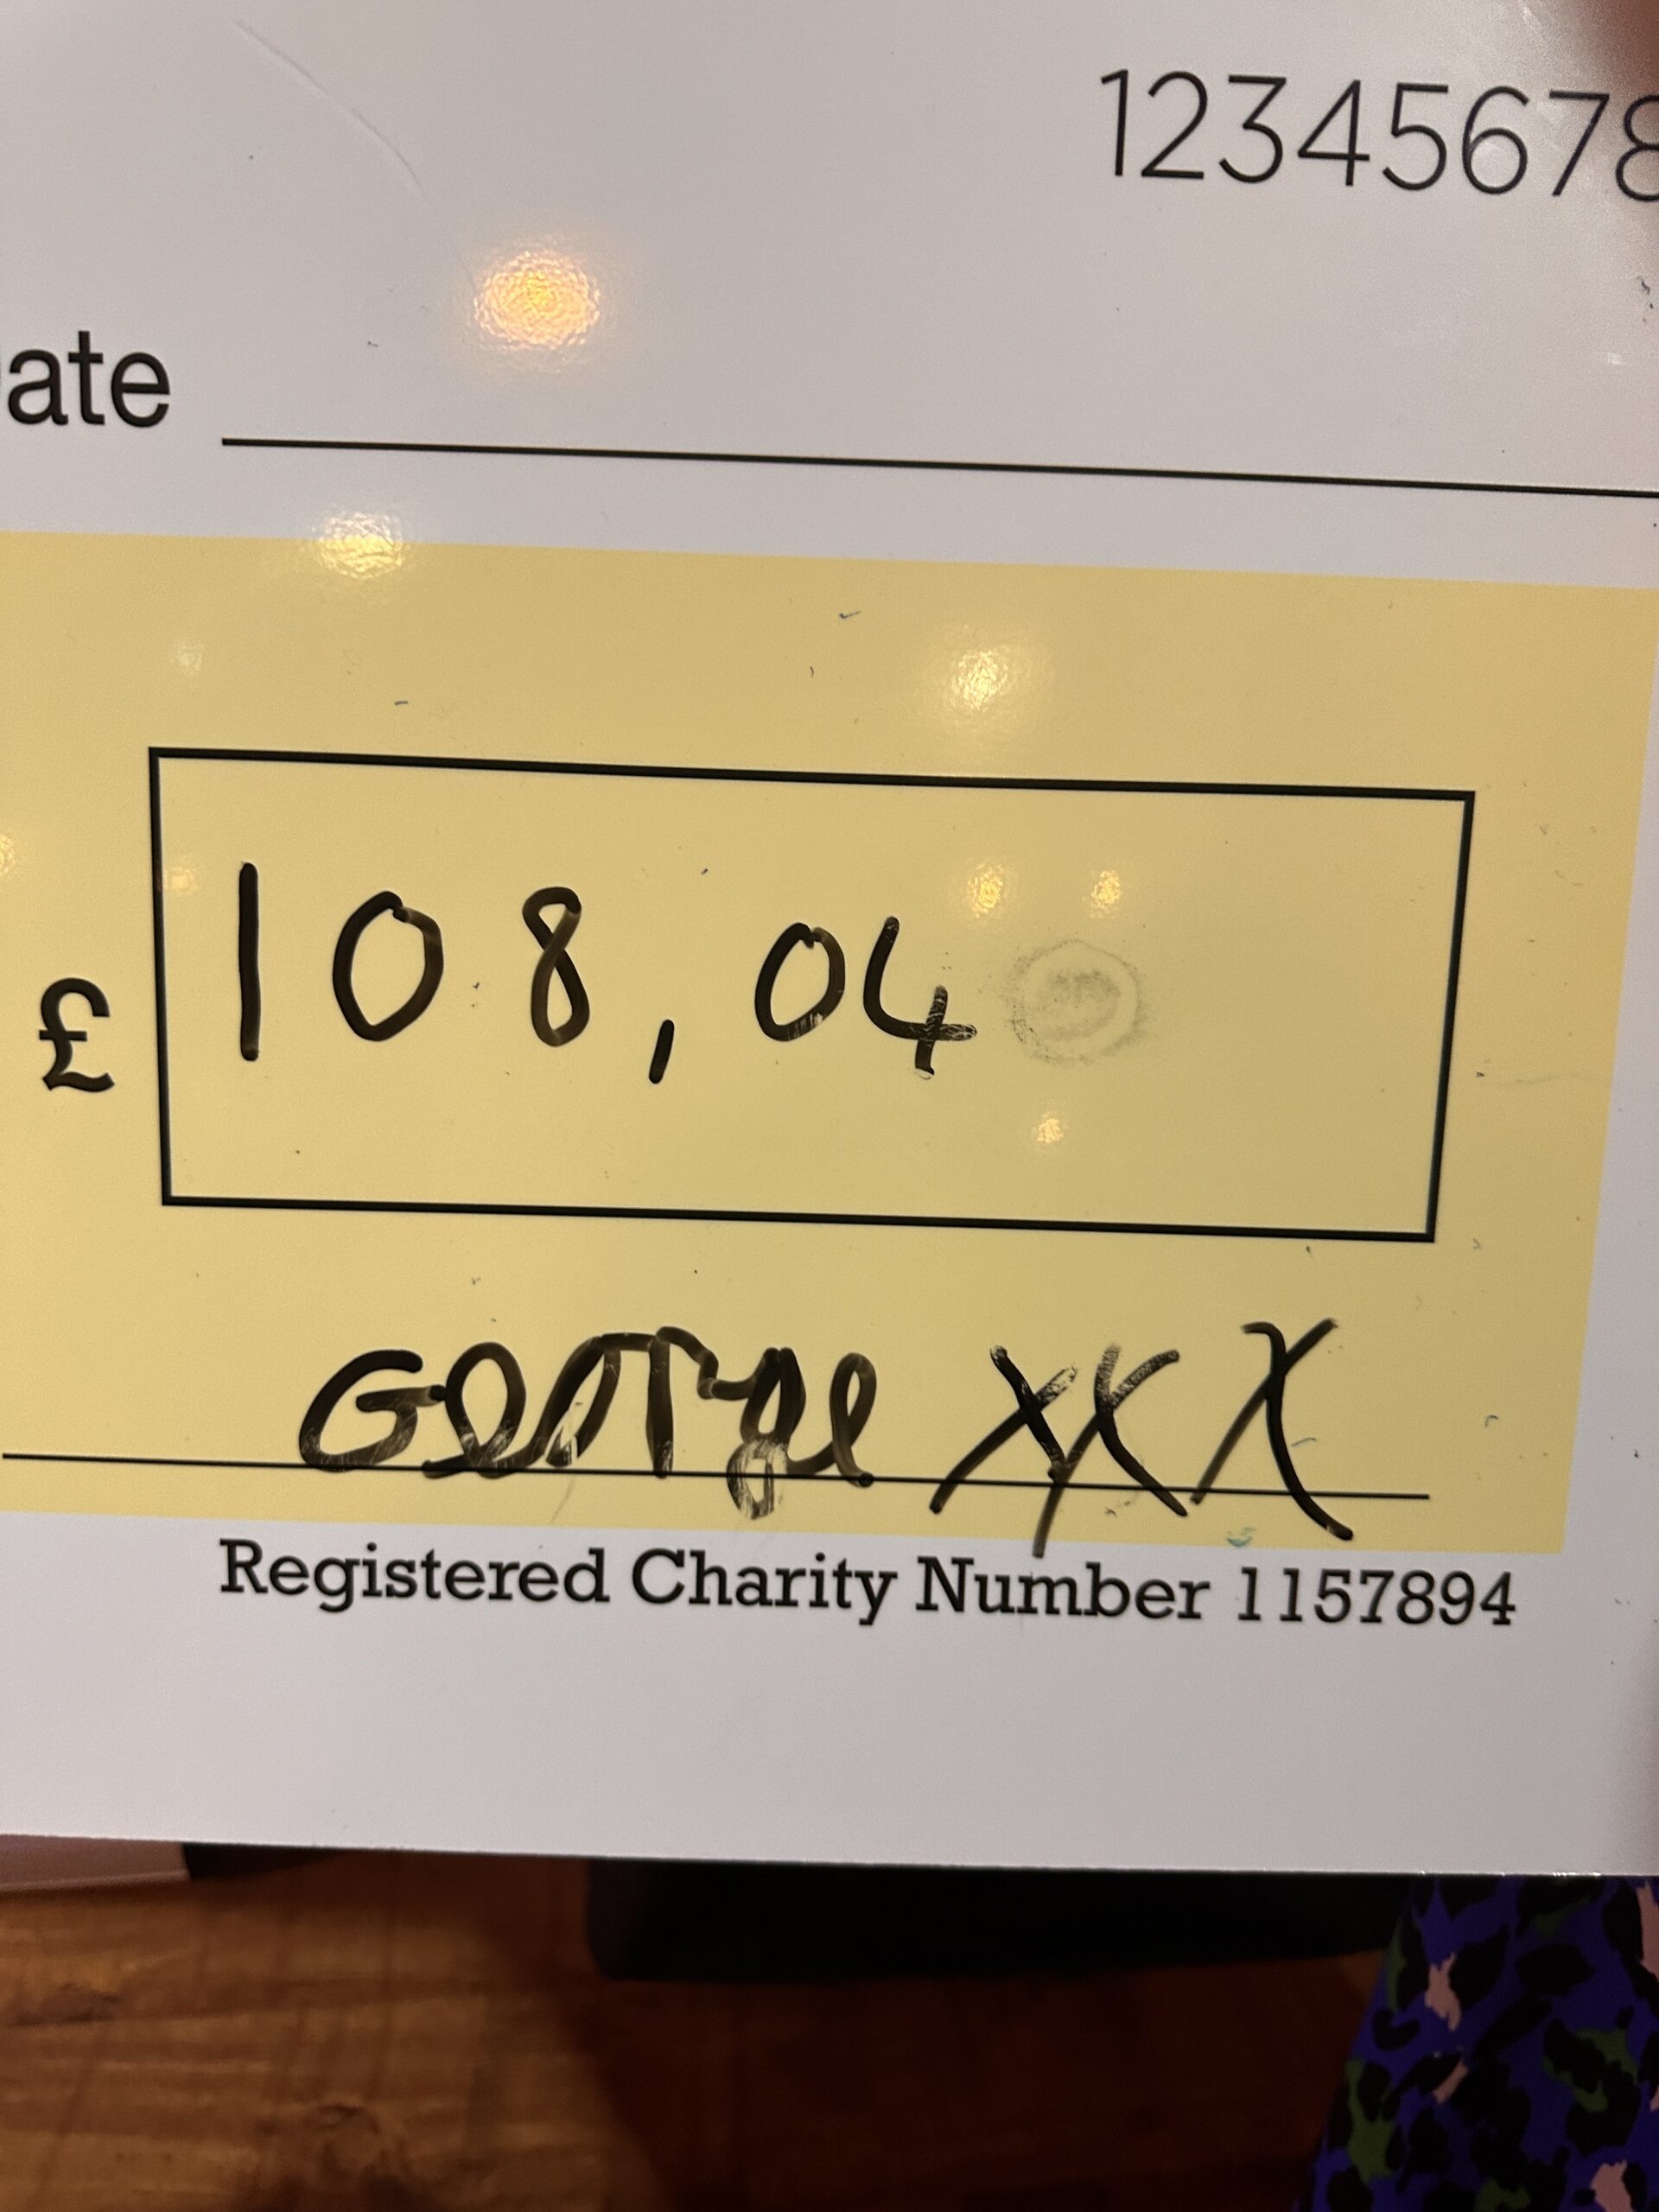 12345678
ate
£ 108,04
George xxx
Registered Charity Number 1157894